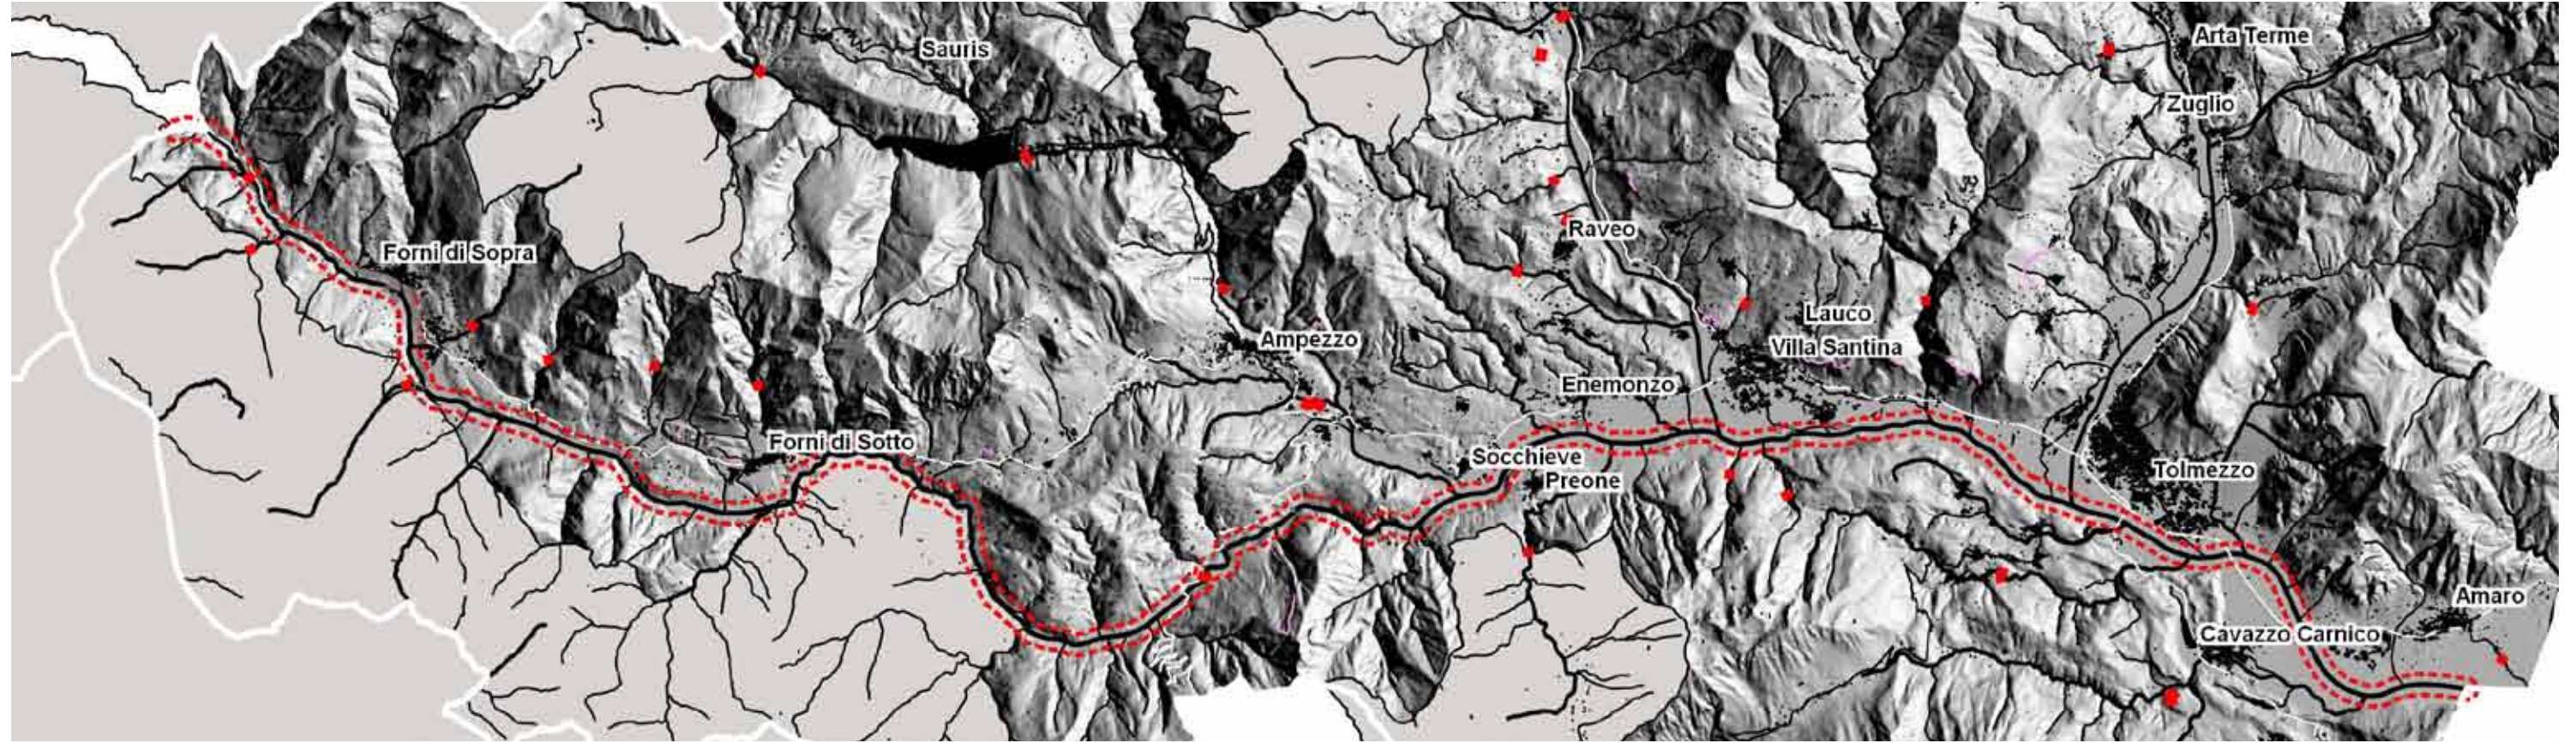 Sauris
Arta Terme
Zuglio
Raveo
Forni di Sopra
Lauco
Ampezzo
Villa Santina
Enemonzo
Forni di Sotto
Socchieve
Tolmezzo
Preone
Amaro
Cavazzo Carnico